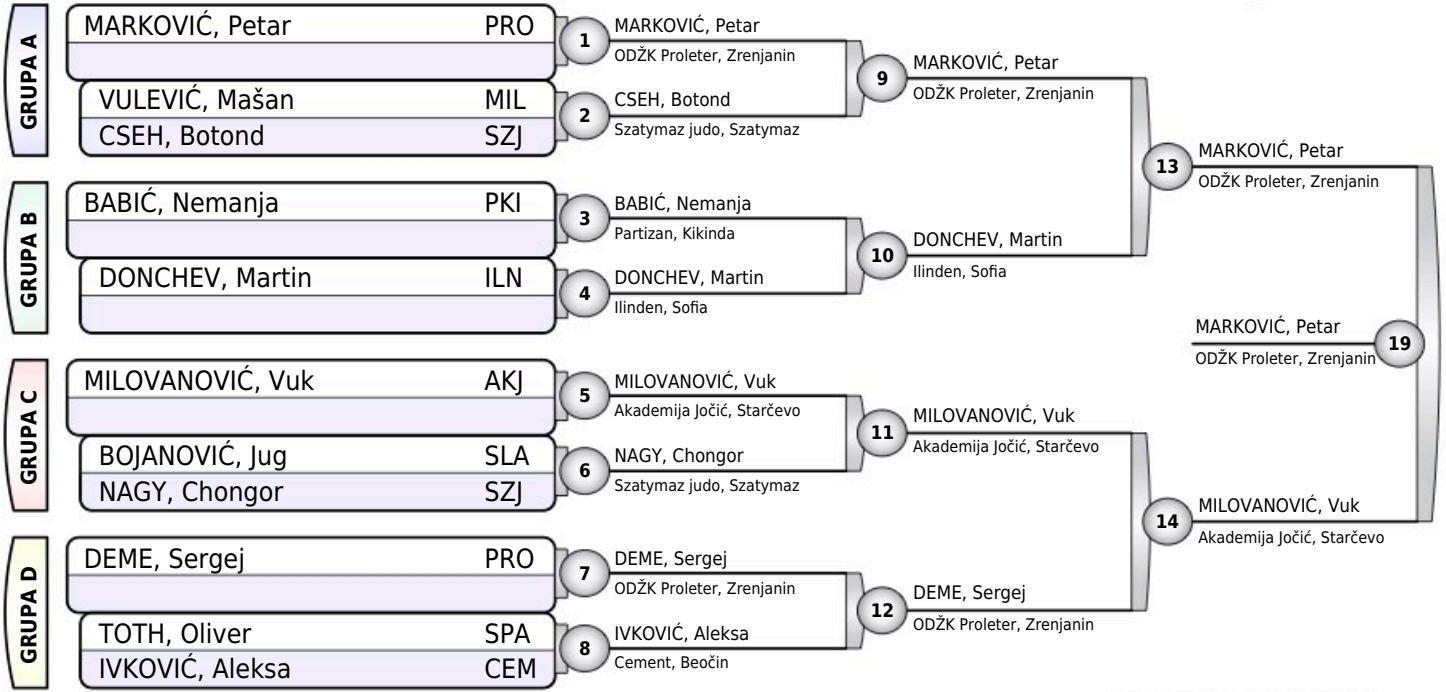 GRUPA A
MARKOVIĆ, Petar PRO
VULEVIĆ, Mašan MIL
CSEH, Botond SZJ
GRUPA B
BABIĆ, Nemanja PKI
DONCHEV, Martin ILN
GRUPA C
MILOVANOVIĆ, Vuk AKJ
BOJANOVIĆ, Jug SLA
NAGY, Chongor SZJ
GRUPA D
DEME, Sergej PRO
TOTH, Oliver SPA
IVKOVIĆ, Aleksa CEM
1
MARKOVIĆ, Petar
ODŽK Proleter, Zrenjanin
2
CSEH, Botond
Szatymaz judo, Szatymaz
3
BABIĆ, Nemanja
Partizan, Kikinda
4
DONCHEV, Martin
Ilinden, Sofia
5
MILOVANOVIĆ, Vuk
Akademija Jočić, Starčevo
6
NAGY, Chongor
Szatymaz judo, Szatymaz
7
DEME, Sergej
ODŽK Proleter, Zrenjanin
8
IVKOVIĆ, Aleksa
Cement, Beočin
9
MARKOVIĆ, Petar
ODŽK Proleter, Zrenjanin
10
DONCHEV, Martin
Ilinden, Sofia
11
MILOVANOVIĆ, Vuk
Akademija Jočić, Starčevo
12
DEME, Sergej
ODŽK Proleter, Zrenjanin
13
MARKOVIĆ, Petar
ODŽK Proleter, Zrenjanin
14
MILOVANOVIĆ, Vuk
Akademija Jočić, Starčevo
MARKOVIĆ, Petar
ODŽK Proleter, Zrenjanin
19